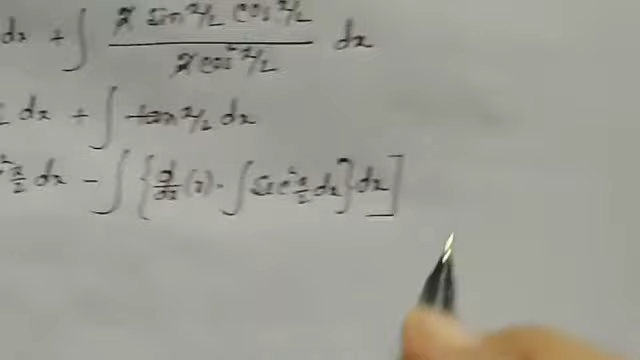 dx + ∫ 2 sin x/2 cos x/2 / 2 cos² x/2 dx
dx + ∫ tan x/2 dx
² x/2 dx - ∫ { d/dx (x) · ∫ sec² x/2 dx } dx ]